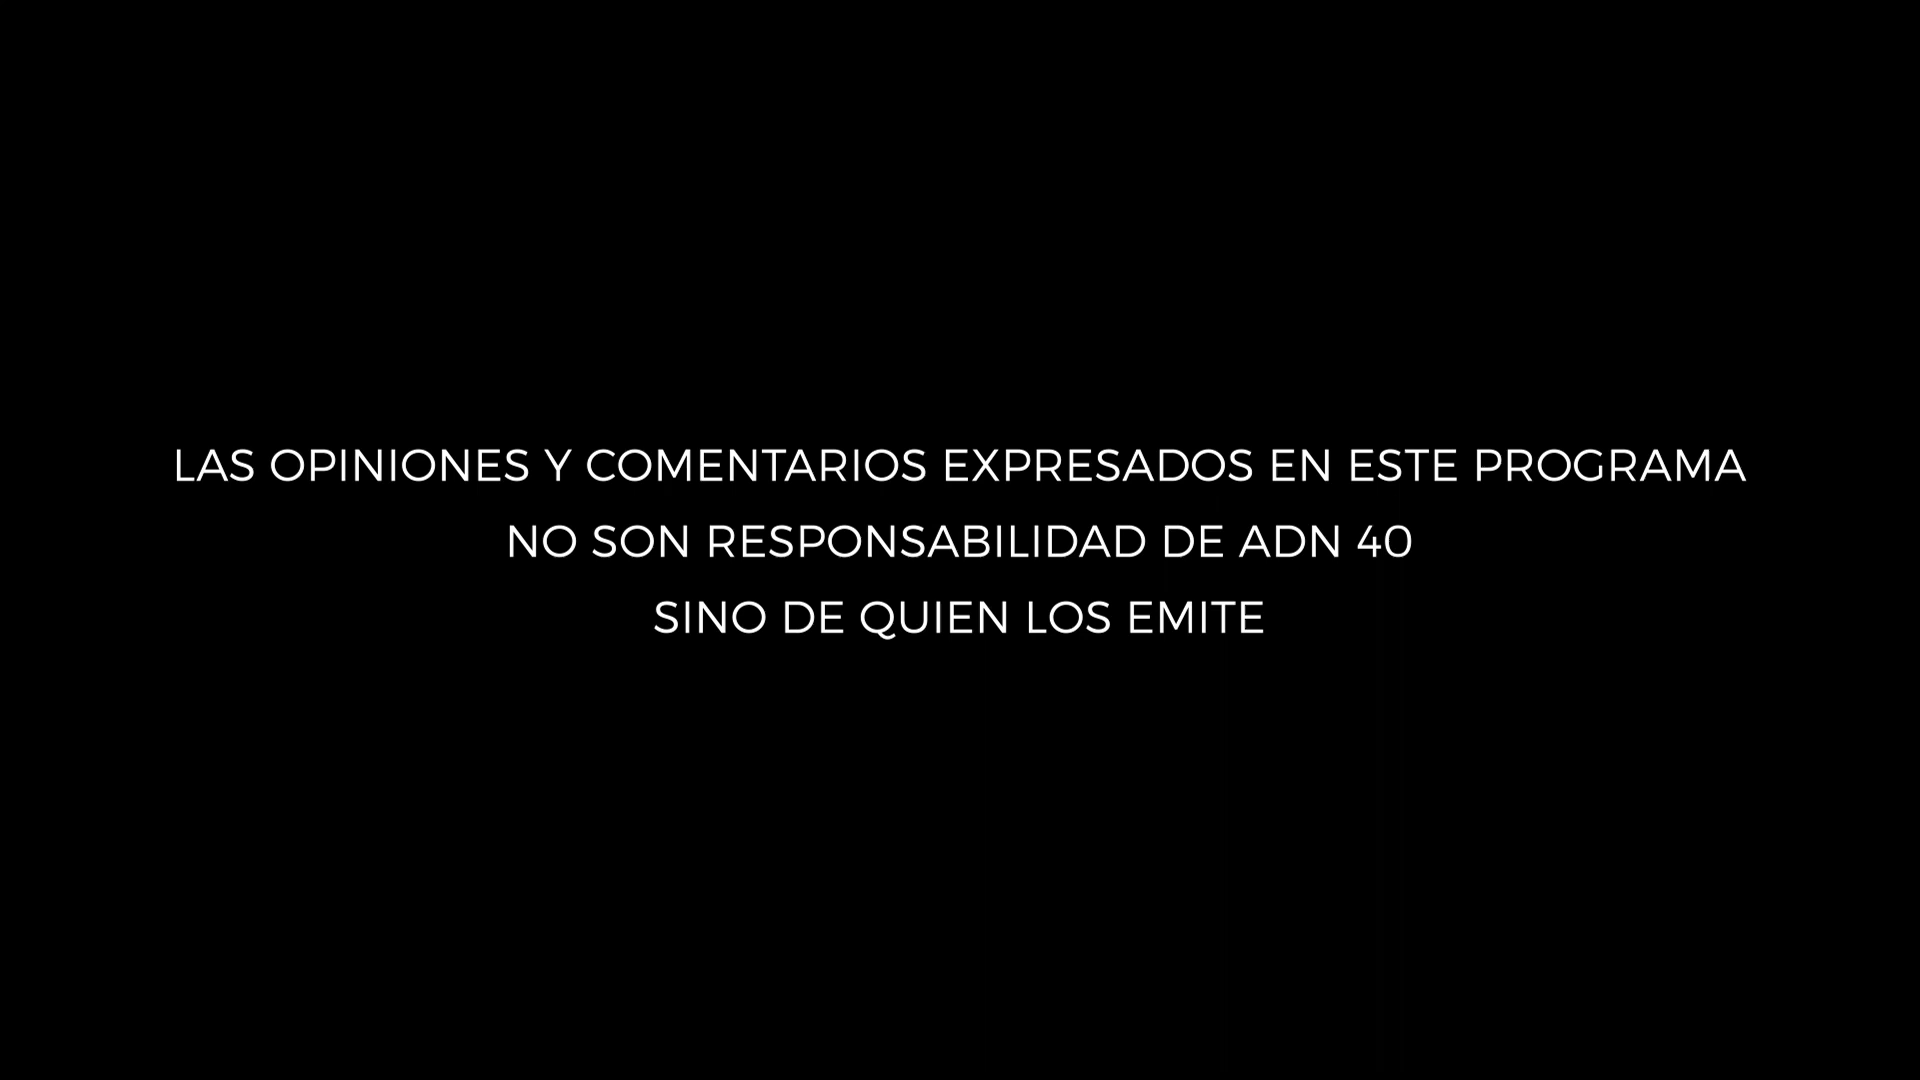 LAS OPINIONES Y COMENTARIOS EXPRESADOS EN ESTE PROGRAMA
NO SON RESPONSABILIDAD DE ADN 40
SINO DE QUIEN LOS EMITE